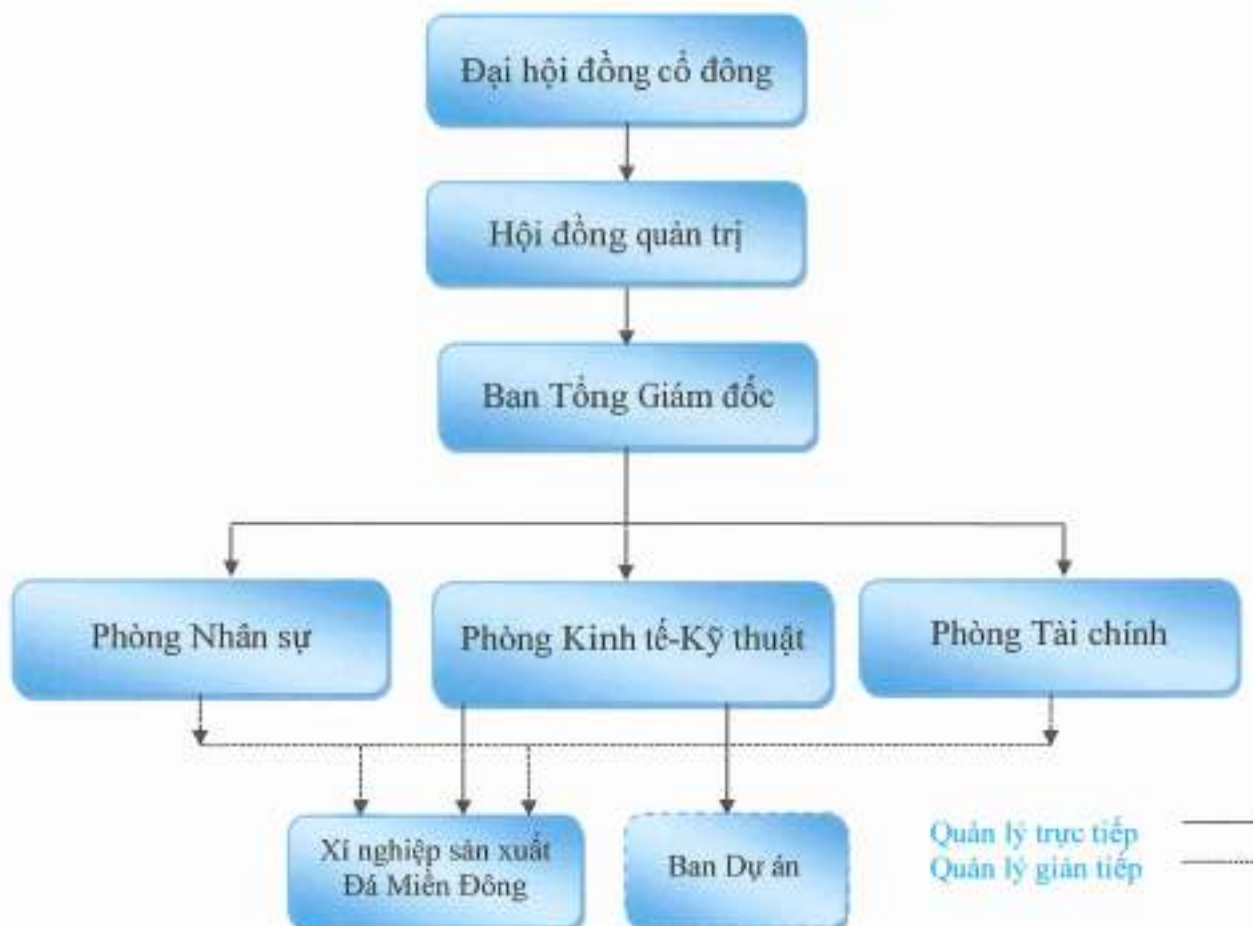 Đại hội đồng cổ đông
Hội đồng quản trị
Ban Tổng Giám đốc
Phòng Nhân sự
Phòng Kinh tế-Kỹ thuật
Phòng Tài chính
Xí nghiệp sản xuất
Đá Miền Đông
Ban Dự án
Quản lý trực tiếp
Quản lý gián tiếp